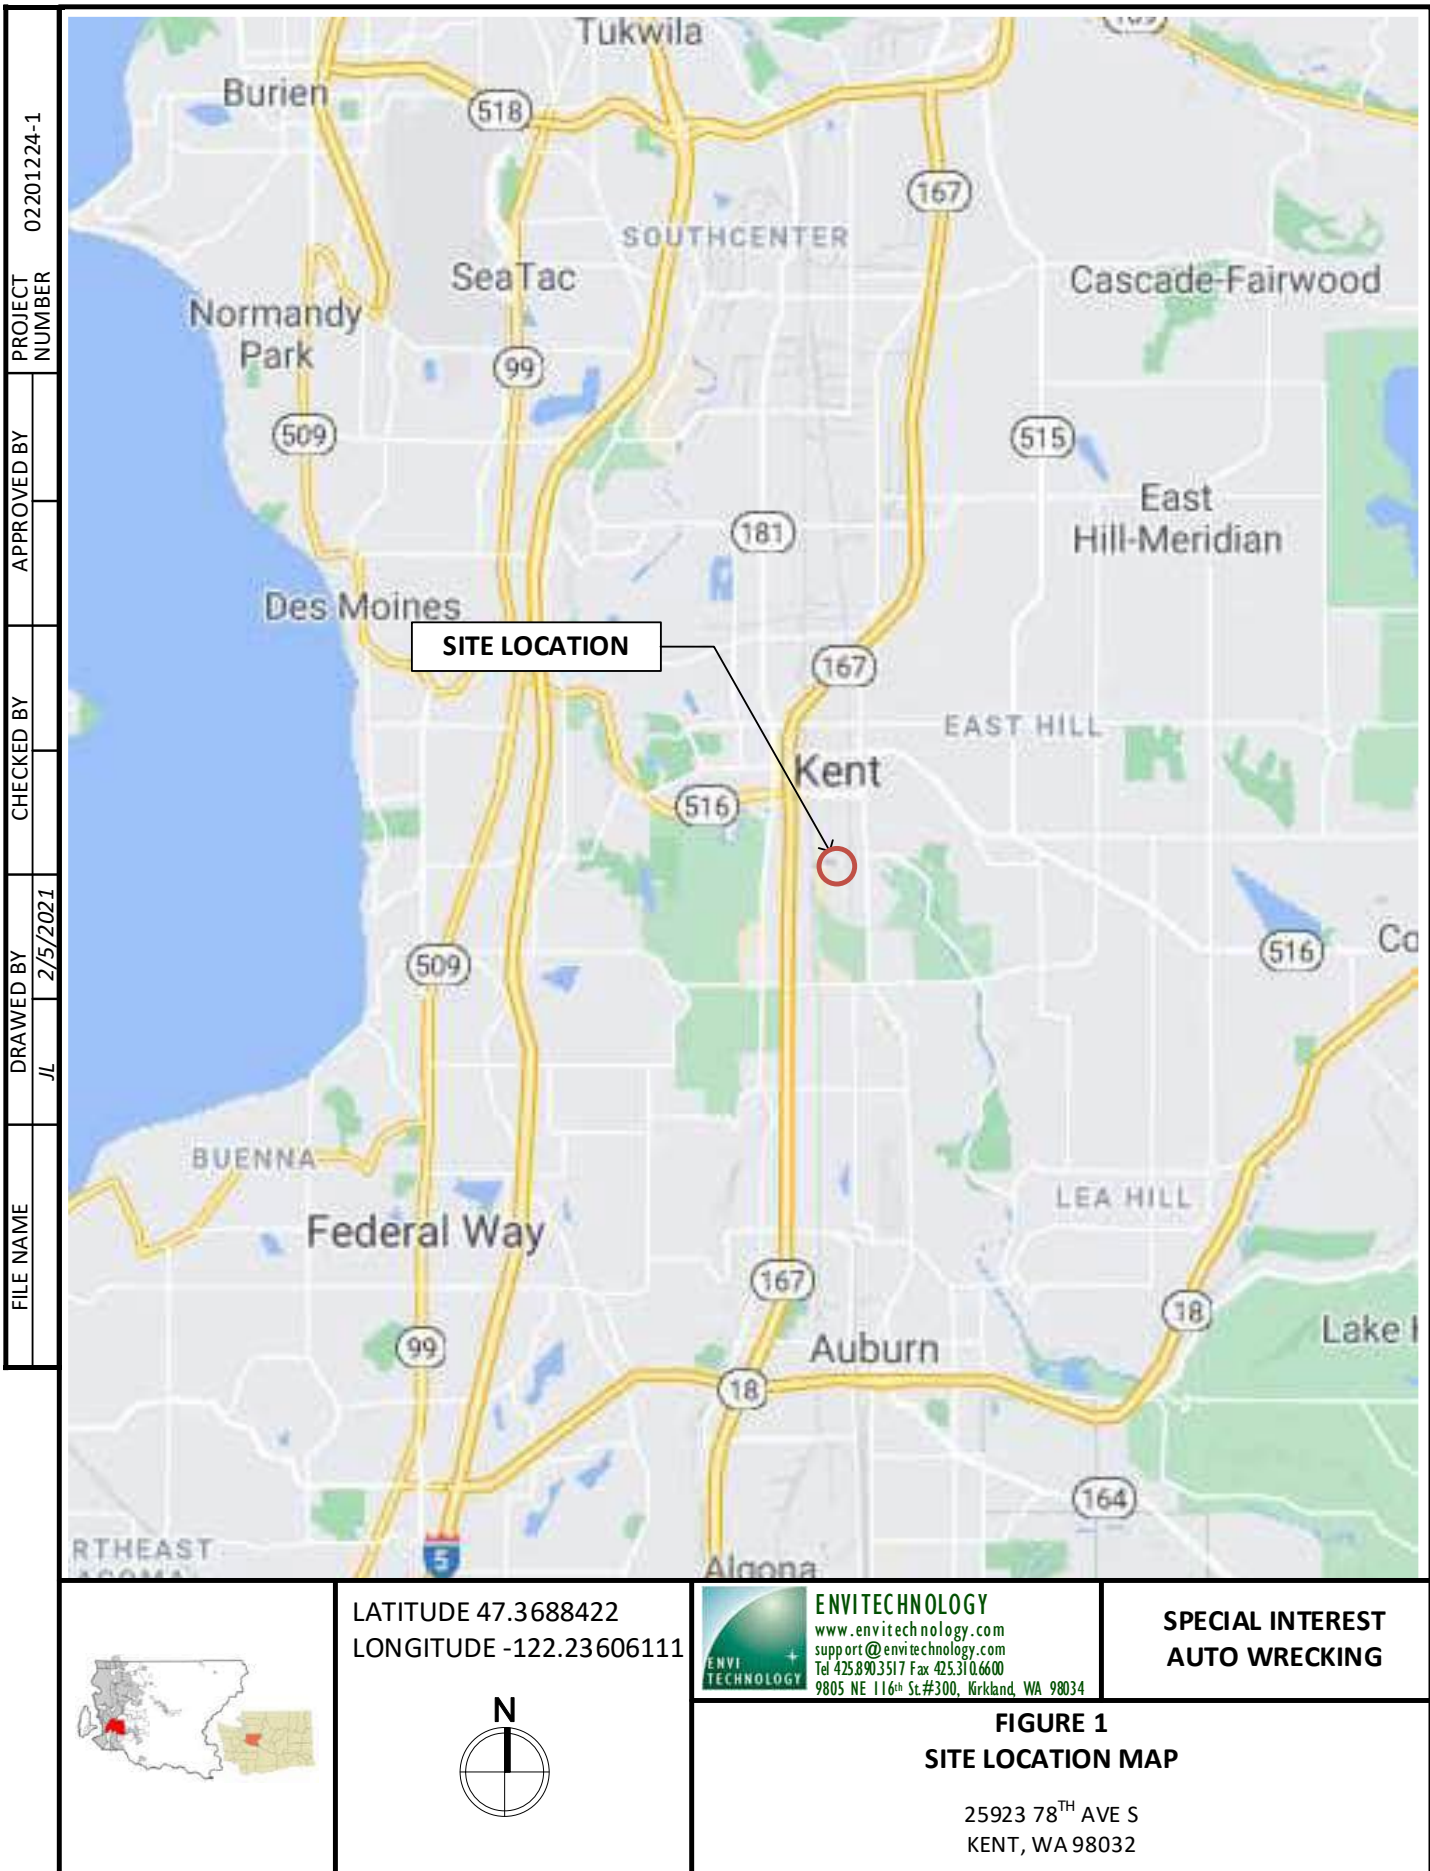 PROJECT
NUMBER
02201224-1
APPROVED BY
CHECKED BY
DRAWED BY
JL
2/5/2021
FILE NAME
Tukwila
Burien
518
167
SOUTHCENTER
SeaTac
Cascade-Fairwood
Normandy
Park
99
509
515
East
Hill-Meridian
181
Des Moines
SITE LOCATION
167
EAST HILL
Kent
516
509
516
Co
BUENNA
LEA HILL
Federal Way
167
18
Lake
99
Auburn
18
164
5
RTHEAST
Algona
LATITUDE 47.3688422
LONGITUDE -122.23606111
N
ENVI
TECHNOLOGY
ENVITECHNOLOGY
www.envitechnology.com
support@envitechnology.com
Tel 425.890.3517 Fax 425.310.6600
9805 NE 116th St.#300, Kirkland, WA 98034
SPECIAL INTEREST
AUTO WRECKING
FIGURE 1
SITE LOCATION MAP
25923 78TH AVE S
KENT, WA 98032